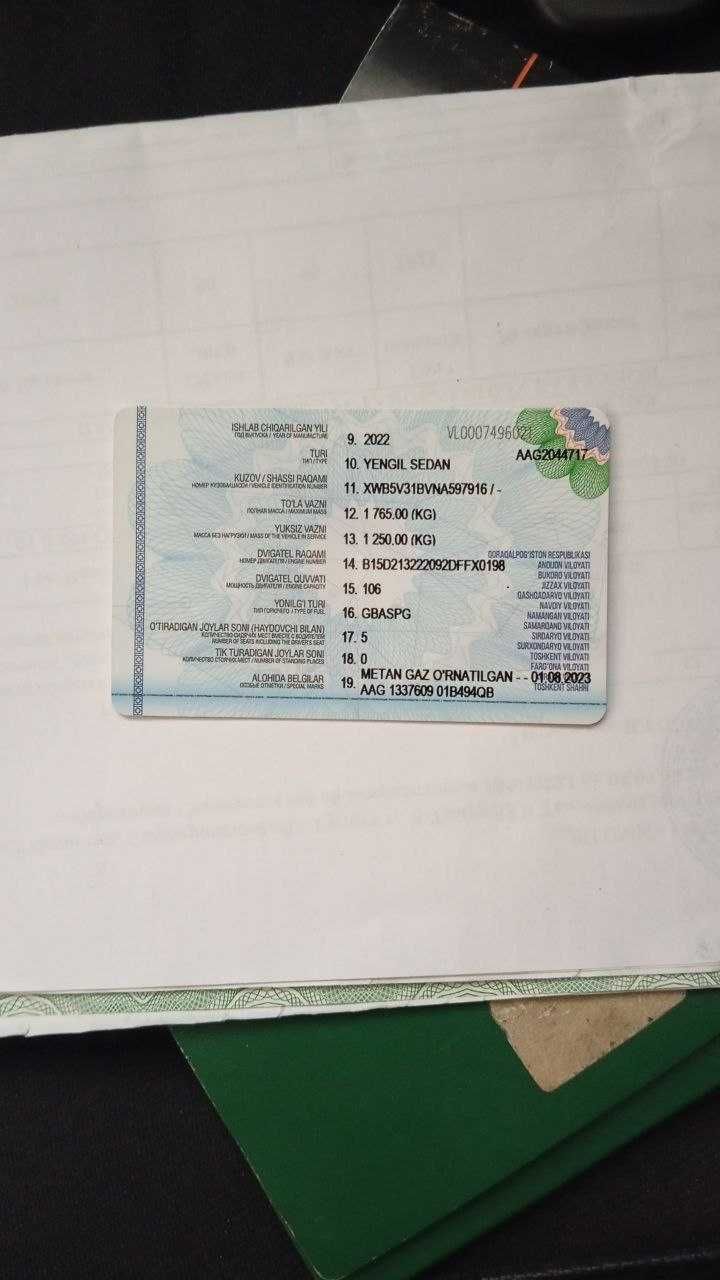 ISHLAB CHIQARILGAN YILI
ГОД ВЫПУСКА / YEAR OF MANUFACTURE
9. 2022
VL0007496021
AAG2044717
TURI
ТИП / TYPE
10. YENGIL SEDAN
KUZOV / SHASSI RAQAMI
НОМЕР КУЗОВА/ШАССИ / VEHICLE IDENTIFICATION NUMBER
11. XWB5V31BVNA597916 / -
TO'LA VAZNI
ПОЛНАЯ МАССА / MAXIMUM MASS
12. 1 765.00 (KG)
YUKSIZ VAZNI
МАССА БЕЗ НАГРУЗКИ / MASS OF THE VEHICLE IN SERVICE
13. 1 250.00 (KG)
DVIGATEL RAQAMI
НОМЕР ДВИГАТЕЛЯ / ENGINE NUMBER
14. B15D213222092DFFX0198
DVIGATEL QUVVATI
МОЩНОСТЬ ДВИГАТЕЛЯ / ENGINE CAPACITY
15. 106
YONILG'I TURI
ТИП ГОРЮЧЕГО / TYPE OF FUEL
16. GBASPG
O'TIRADIGAN JOYLAR SONI (HAYDOVCHI BILAN)
КОЛИЧЕСТВО СИДЯЧИХ МЕСТ ВМЕСТЕ С ВОДИТЕЛЕМ
NUMBER OF SEATS INCLUDING THE DRIVER'S SEAT
17. 5
TIK TURADIGAN JOYLAR SONI
КОЛИЧЕСТВО СТОЯЧИХ МЕСТ / NUMBER OF STANDING PLACES
18. 0
ALOHIDA BELGILAR
ОСОБЫЕ ОТМЕТКИ / SPECIAL MARKS
19. METAN GAZ O'RNATILGAN - - 01.08.2023
AAG 1337609 01B494QB
QORAQALPOG'ISTON RESPUBLIKASI
ANDIJON VILOYATI
BUXORO VILOYATI
JIZZAX VILOYATI
QASHQADARYO VILOYATI
NAVOIY VILOYATI
NAMANGAN VILOYATI
SAMARQAND VILOYATI
SIRDARYO VILOYATI
SURXONDARYO VILOYATI
TOSHKENT VILOYATI
FARG'ONA VILOYATI
TOSHKENT SHAHRI